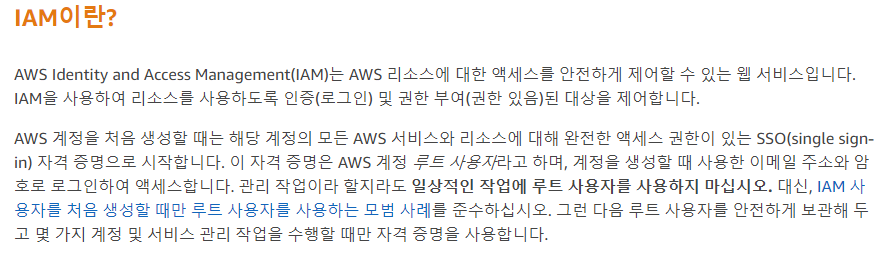 IAM이란?
AWS Identity and Access Management(IAM)는 AWS 리소스에 대한 액세스를 안전하게 제어할 수 있는 웹 서비스입니다.
IAM을 사용하여 리소스를 사용하도록 인증(로그인) 및 권한 부여(권한 있음)된 대상을 제어합니다.
AWS 계정을 처음 생성할 때는 해당 계정의 모든 AWS 서비스와 리소스에 대해 완전한 액세스 권한이 있는 SSO(single sign-
in) 자격 증명으로 시작합니다. 이 자격 증명은 AWS 계정 루트 사용자라고 하며, 계정을 생성할 때 사용한 이메일 주소와 암
호로 로그인하여 액세스합니다. 관리 작업이라 할지라도 일상적인 작업에 루트 사용자를 사용하지 마십시오. 대신, IAM 사
용자를 처음 생성할 때만 루트 사용자를 사용하는 모범 사례를 준수하십시오. 그런 다음 루트 사용자를 안전하게 보관해 두
고 몇 가지 계정 및 서비스 관리 작업을 수행할 때만 자격 증명을 사용합니다.